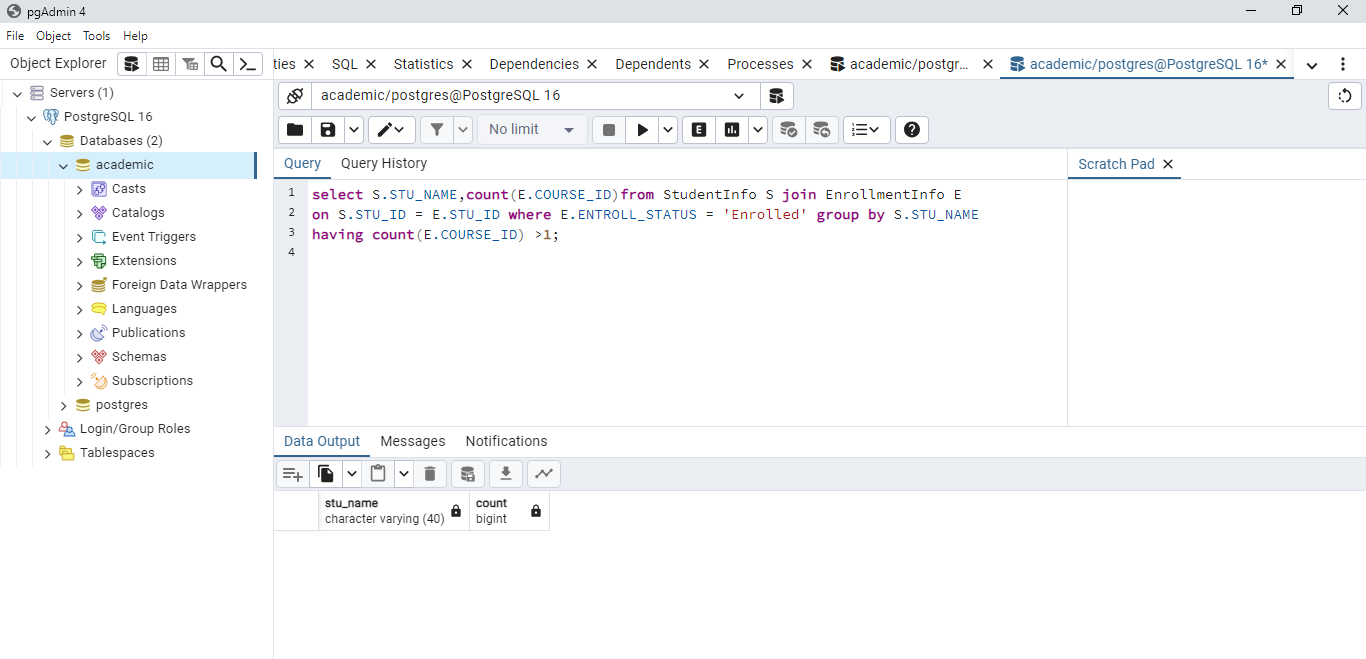 pgAdmin 4
File Object Tools Help
Object Explorer
ties SQL Statistics Dependencies Dependents Processes academic/postgr... academic/postgres@PostgreSQL 16*
Servers (1)
PostgreSQL 16
Databases (2)
academic
Casts
Catalogs
Event Triggers
Extensions
Foreign Data Wrappers
Languages
Publications
Schemas
Subscriptions
postgres
Login/Group Roles
Tablespaces
academic/postgres@PostgreSQL 16
No limit
E
Query Query History
Scratch Pad
1 select S.STU_NAME,count(E.COURSE_ID)from StudentInfo S join EnrollmentInfo E
2 on S.STU_ID = E.STU_ID where E.ENTROLL_STATUS = 'Enrolled' group by S.STU_NAME
3 having count(E.COURSE_ID) >1;
4
Data Output Messages Notifications
stu_name count
character varying (40) bigint